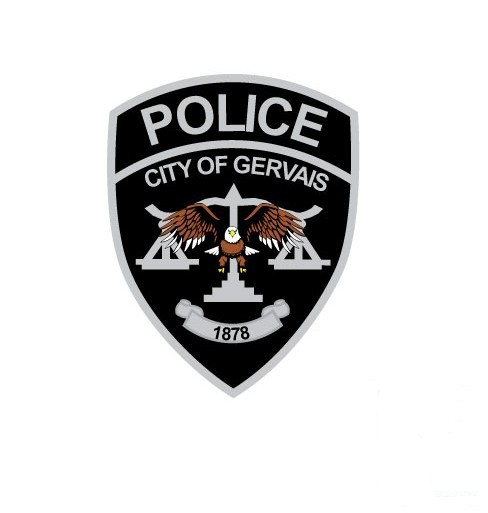 POLICE
CITY OF GERVAIS
1878